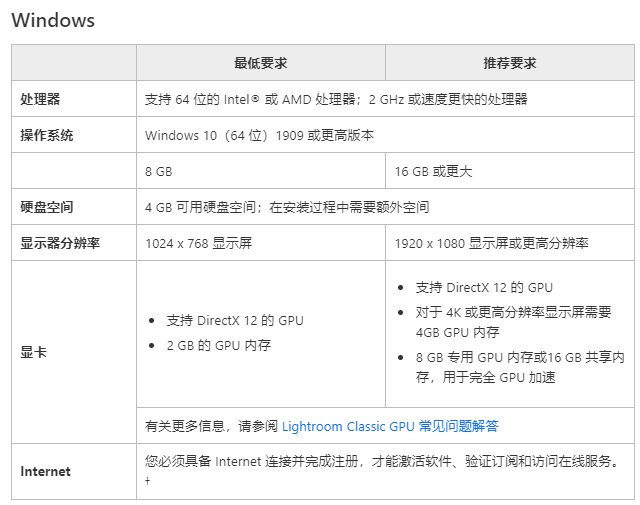 Windows
最低要求 推荐要求
处理器 支持 64 位的 Intel® 或 AMD 处理器；2 GHz 或速度更快的处理器
操作系统 Windows 10（64 位）1909 或更高版本
8 GB 16 GB 或更大
硬盘空间 4 GB 可用硬盘空间；在安装过程中需要额外空间
显示器分辨率 1024 x 768 显示屏 1920 x 1080 显示屏或更高分辨率
显卡
• 支持 DirectX 12 的 GPU
• 2 GB 的 GPU 内存
• 支持 DirectX 12 的 GPU
• 对于 4K 或更高分辨率显示屏需要
4GB GPU 内存
• 8 GB 专用 GPU 内存或16 GB 共享内
存，用于完全 GPU 加速
有关更多信息，请参阅 Lightroom Classic GPU 常见问题解答
Internet 您必须具备 Internet 连接并完成注册，才能激活软件、验证订阅和访问在线服务。
†